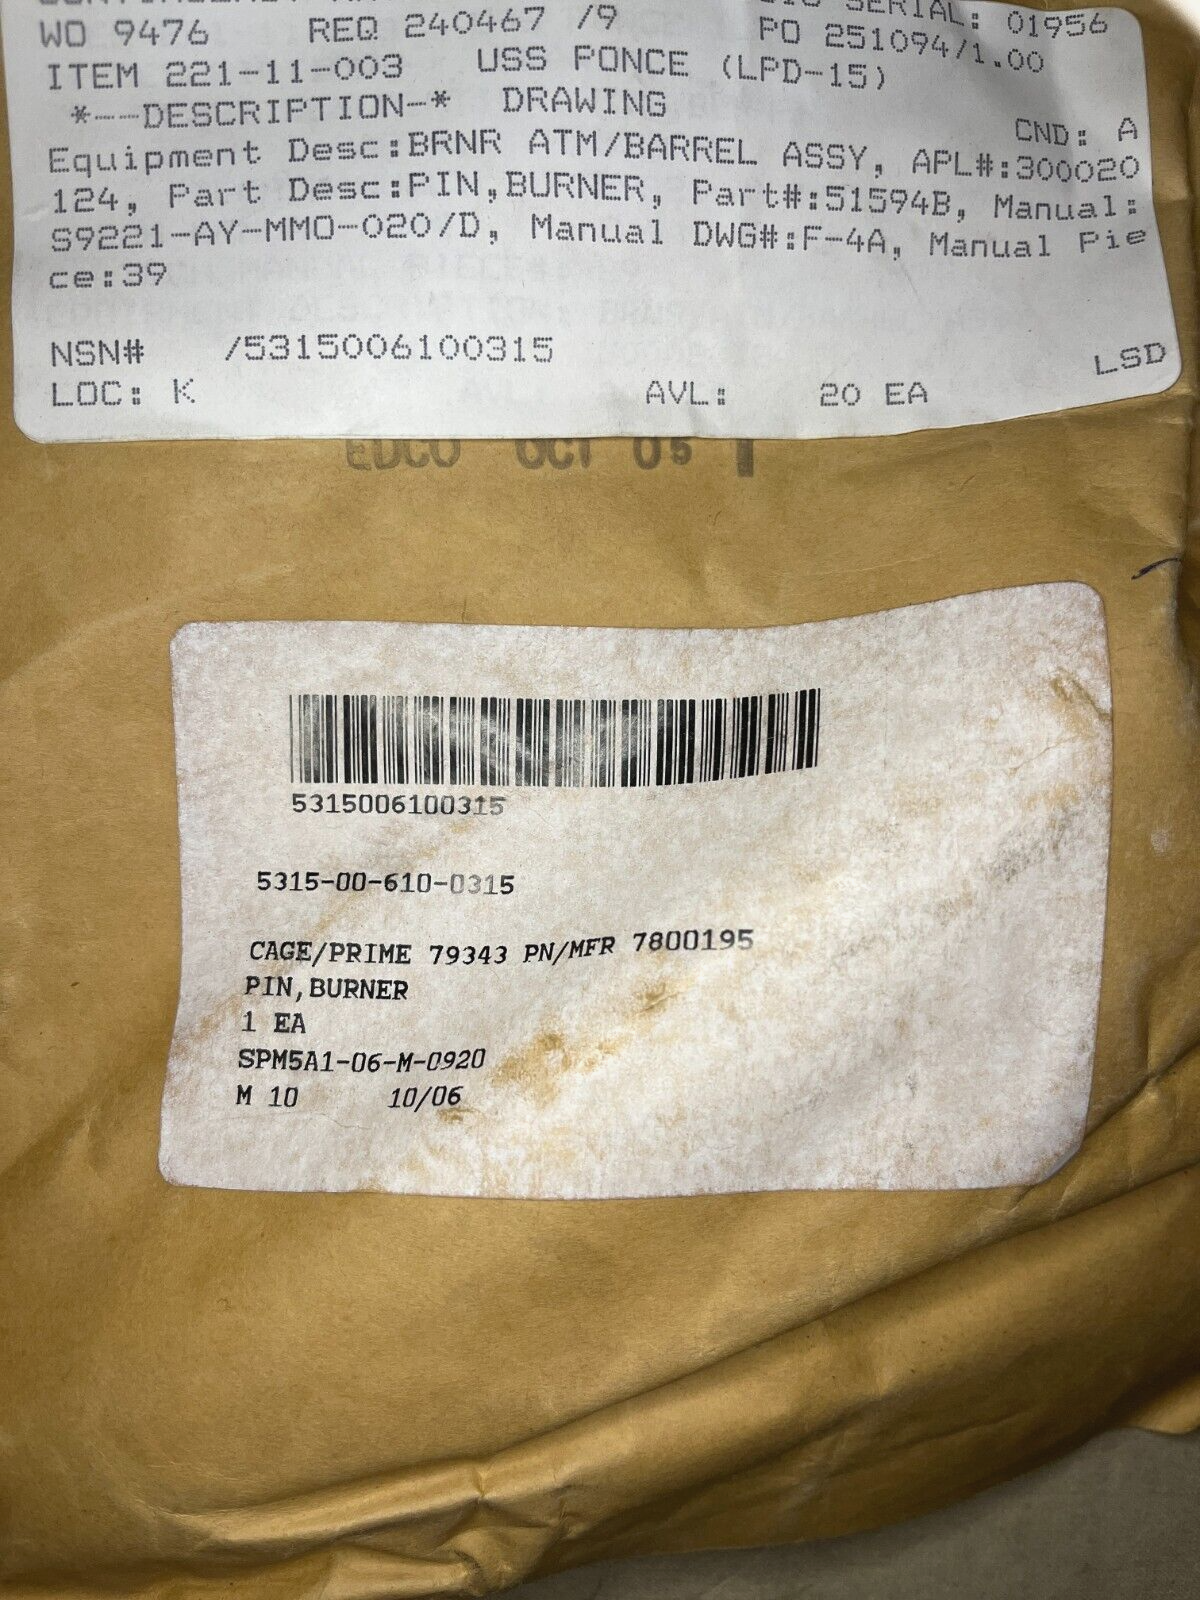 WO 9476 REQ 240467 /9 SERIAL: 01956
PO 251094/1.00
ITEM 221-11-003 USS PONCE (LPD-15)
*--DESCRIPTION-* DRAWING
CND: A
Equipment Desc:BRNR ATM/BARREL ASSY, APL#:300020
124, Part Desc:PIN,BURNER, Part#:51594B, Manual:
S9221-AY-MMO-020/D, Manual DWG#:F-4A, Manual Pie
ce:39
NSN# /5315006100315
LSD
LOC: K AVL: 20 EA
EDCO OCT 05
5315006100315
5315-00-610-0315
CAGE/PRIME 79343 PN/MFR 7800195
PIN,BURNER
1 EA
SPM5A1-06-M-0920
M 10 10/06